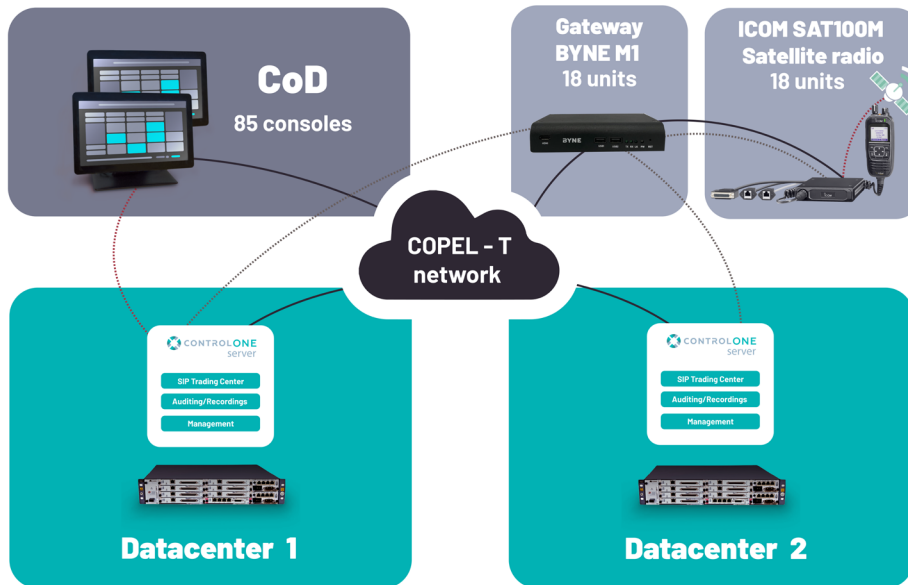 CoD
85 consoles
Gateway
BYNE M1
18 units
BYNE
ICOM SAT100M
Satellite radio
18 units
COPEL - T
network
CONTROLONE
server
SIP Trading Center
Auditing/Recordings
Management
Datacenter 1
CONTROLONE
server
SIP Trading Center
Auditing/Recordings
Management
Datacenter 2